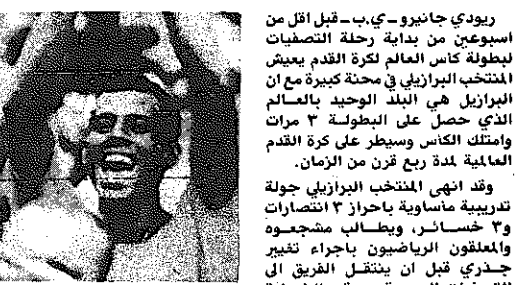 ريودي جانيرو ـ ي.ب ـ قبل اقل من
اسبوعين من بداية رحلة التصفيات
لبطولة كاس العالم لكرة القدم يعيش
المنتخب البرازيلي في محنة كبيرة مع ان
البرازيل هي البلد الوحيد بالعالم
الذي حصل على البطولة ٣ مرات
وامتلك الكأس وسيطر على كرة القدم
العالمية لمدة ربع قرن من الزمان.
وقد انهى المنتخب البرازيلي جولة
تدريبية مأساوية باحراز ٣ انتصارات
و٣ خسائر، ويطالب مشجعوه
والمعلقون الرياضيون باجراء تغيير
جذري قبل ان ينتقل الفريق الى